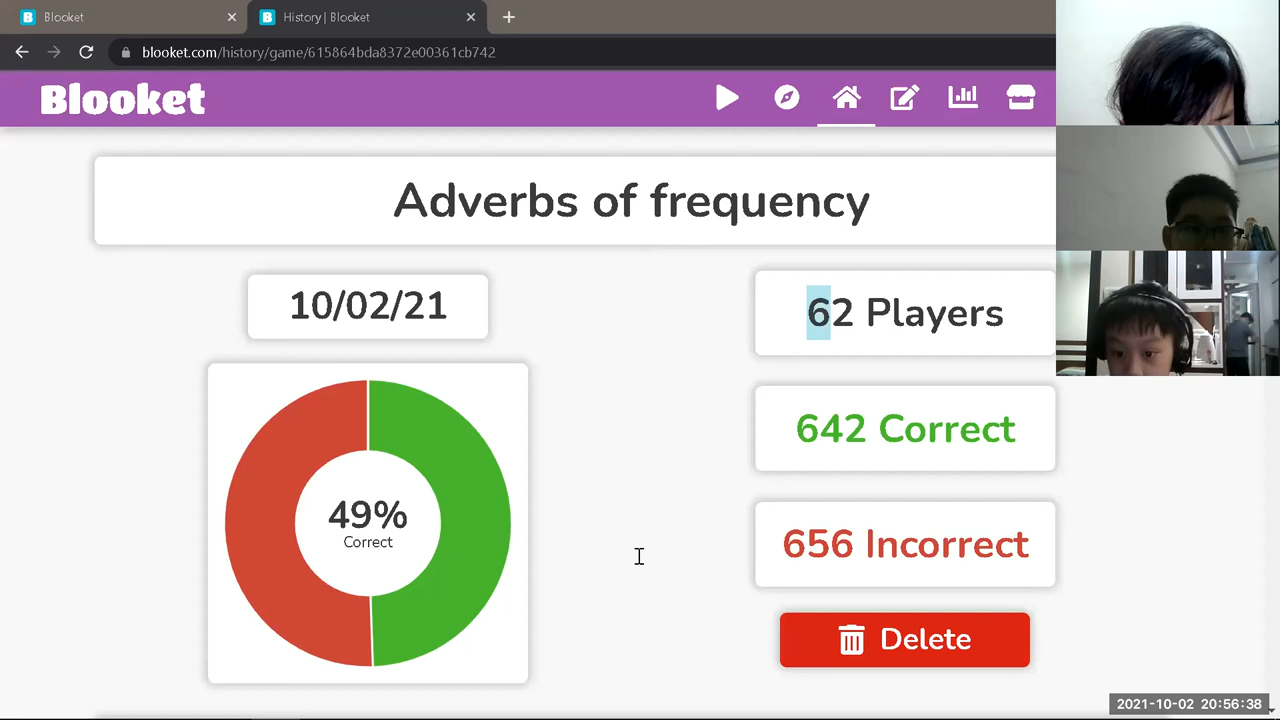 Blooket
History | Blooket
blooket.com/history/game/615864bda8372e00361cb742
Blooket
Adverbs of frequency
10/02/21
62 Players
49%
Correct
642 Correct
656 Incorrect
Delete
2021-10-02 20:56:38